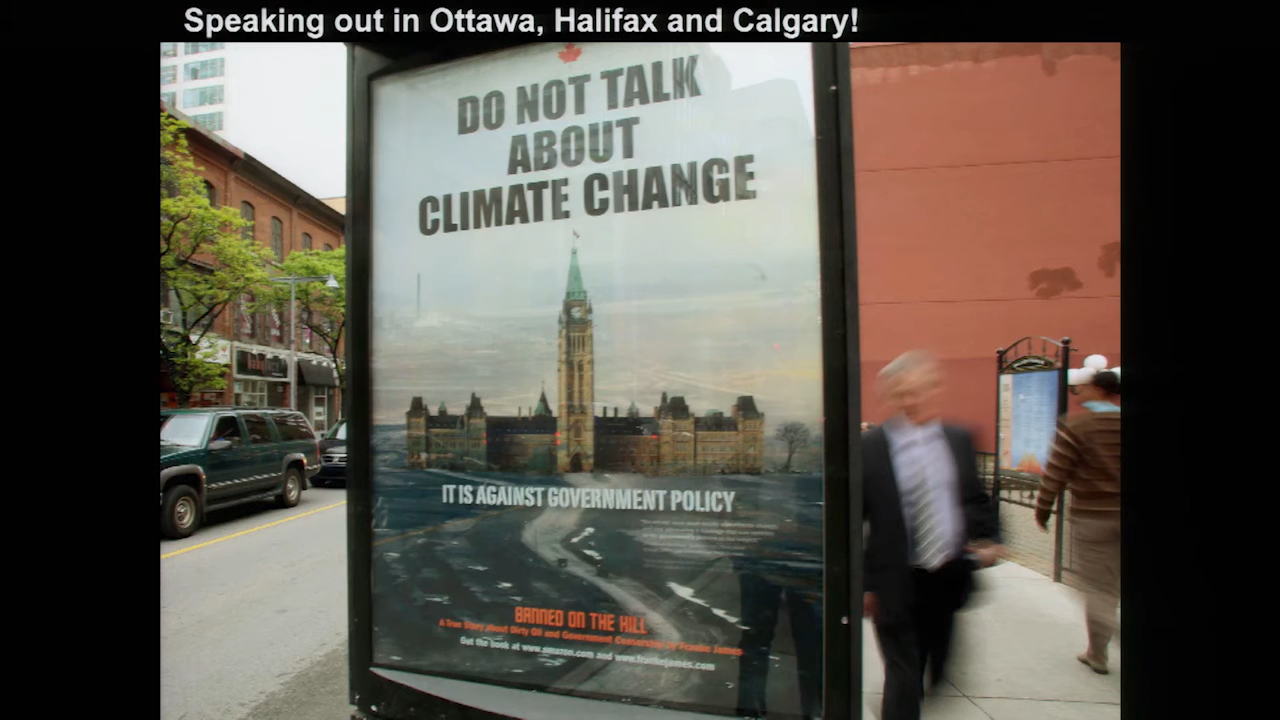 Speaking out in Ottawa, Halifax and Calgary!
DO NOT TALK
ABOUT
CLIMATE CHANGE
IT IS AGAINST GOVERNMENT POLICY
BANNED ON THE HILL
A True Story about Dirty Oil and Government Censorship by Franke James
Get the book at www.amazon.com and www.frankejames.com